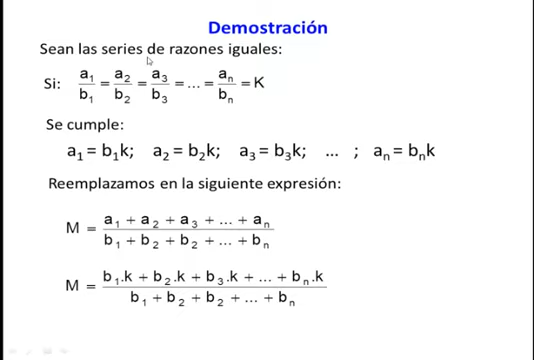 Demostración
Sean las series de razones iguales:
Si: a₁/b₁ = a₂/b₂ = a₃/b₃ = ... = aₙ/bₙ = K
Se cumple:
a₁ = b₁k; a₂ = b₂k; a₃ = b₃k; ... ; aₙ = bₙk
Reemplazamos en la siguiente expresión:
M = (a₁ + a₂ + a₃ + ... + aₙ)/(b₁ + b₂ + b₂ + ... + bₙ)
M = (b₁.k + b₂.k + b₃.k + ... + bₙ.k)/(b₁ + b₂ + b₂ + ... + bₙ)